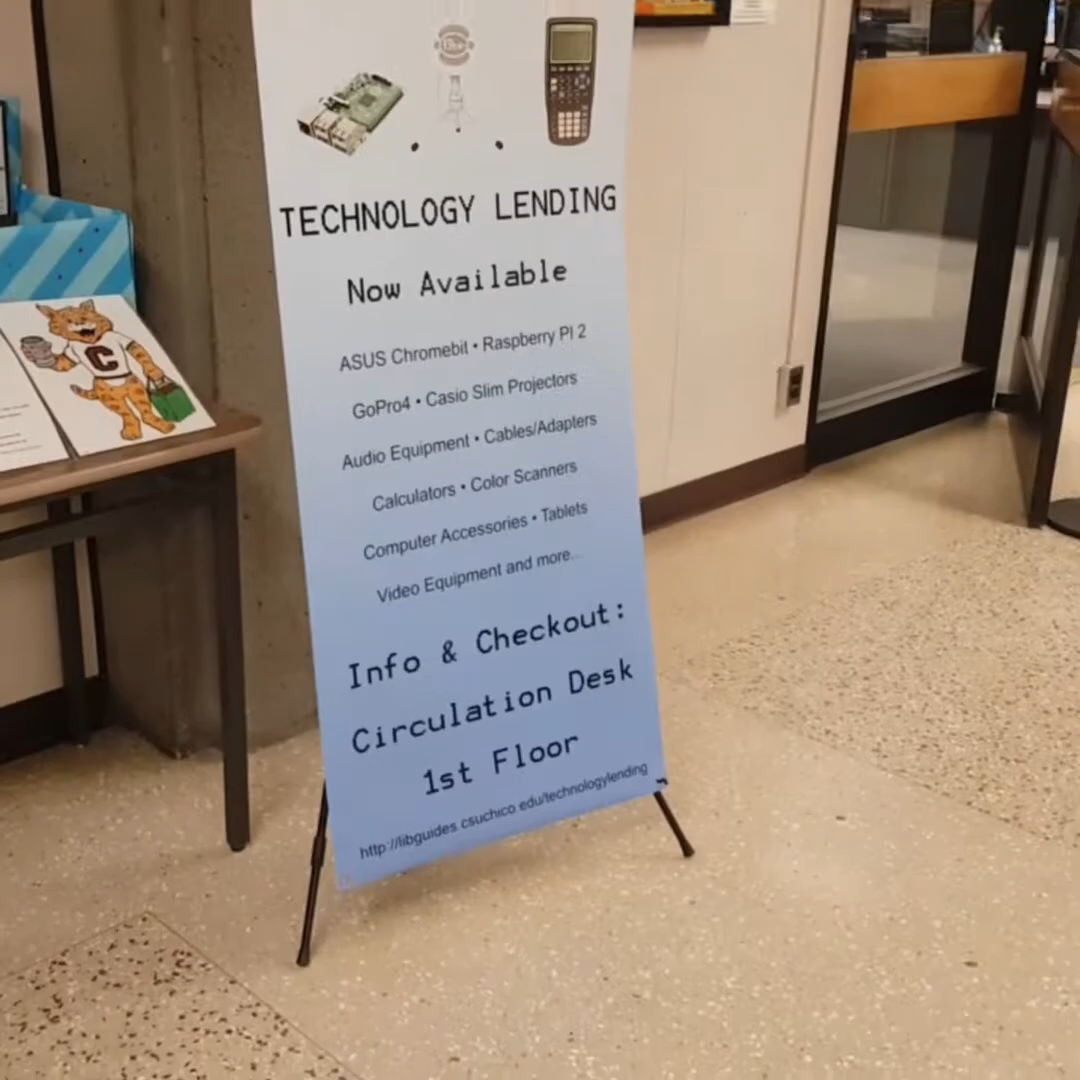 TECHNOLOGY LENDING
Now Available
ASUS Chromebit • Raspberry PI 2
GoPro4 • Casio Slim Projectors
Audio Equipment • Cables/Adapters
Calculators • Color Scanners
Computer Accessories • Tablets
Video Equipment and more...
Info & Checkout:
Circulation Desk
1st Floor
http://libguides.csuchico.edu/technologylending
C